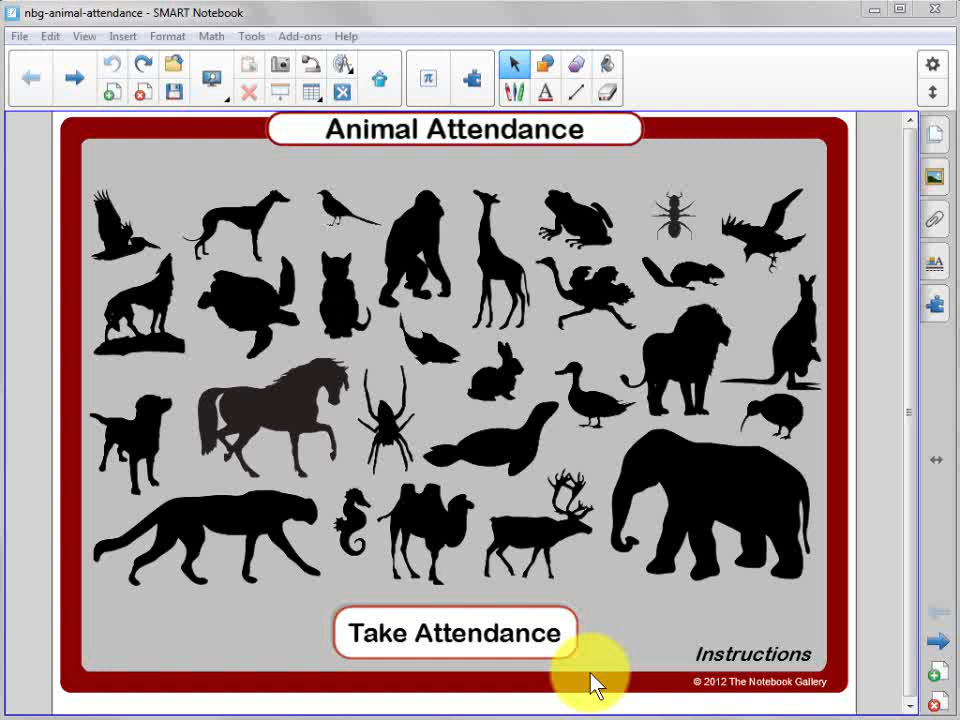 nbg-animal-attendance - SMART Notebook
File Edit View Insert Format Math Tools Add-ons Help
π
A
Animal Attendance
Take Attendance
Instructions
© 2012 The Notebook Gallery